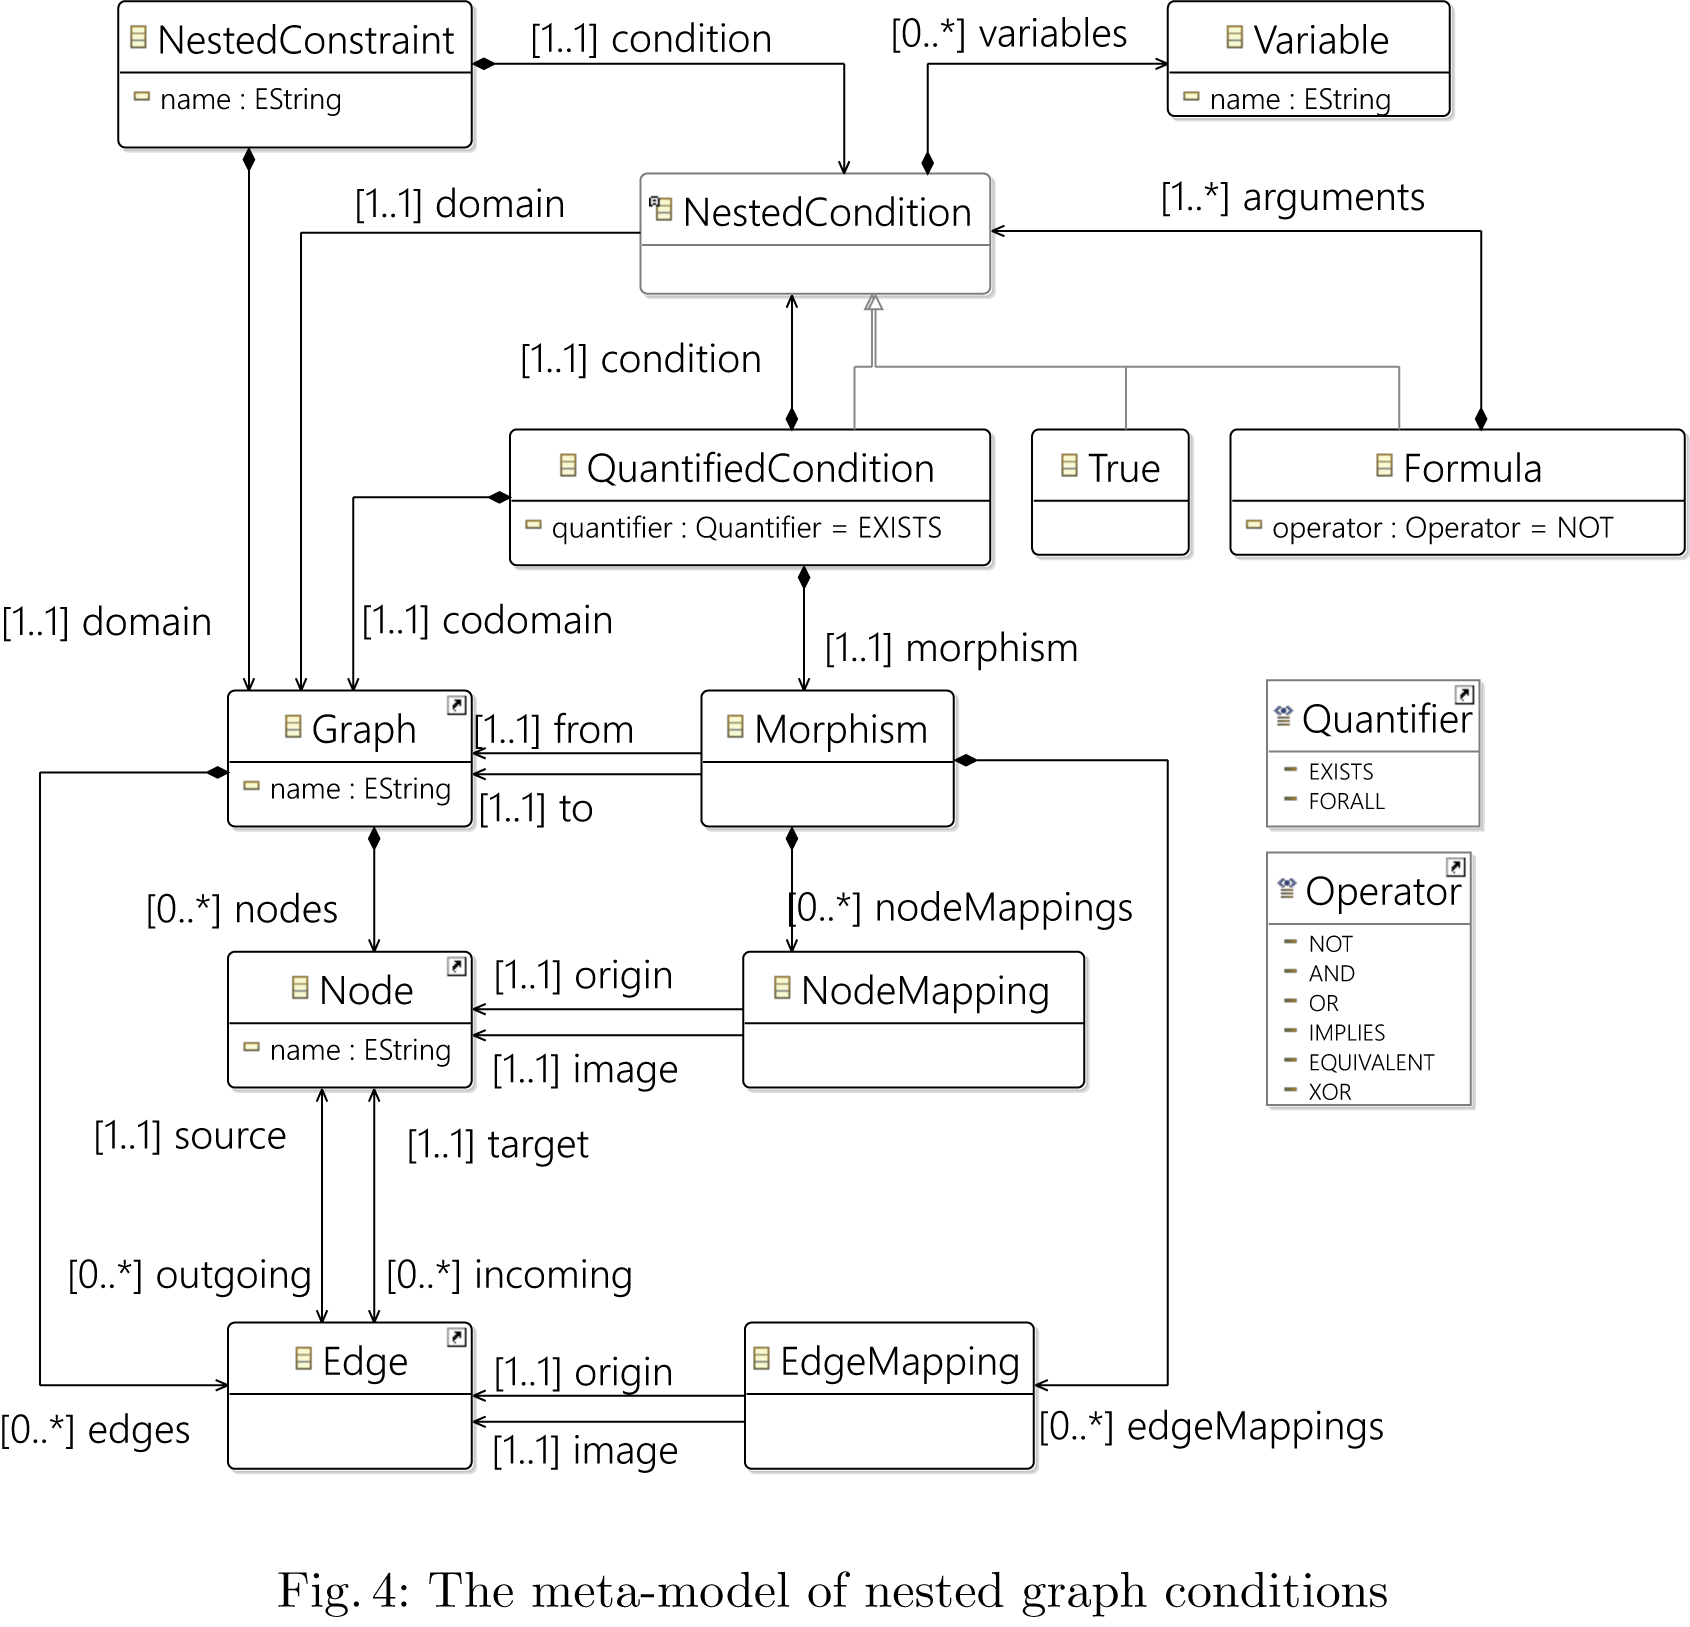 NestedConstraint
name : EString
[1..1] condition
[0..*] variables
Variable
name : EString
[1..1] domain
NestedCondition
[1..*] arguments
[1..1] condition
QuantifiedCondition
quantifier : Quantifier = EXISTS
True
Formula
operator : Operator = NOT
[1..1] domain
[1..1] codomain
[1..1] morphism
Graph
name : EString
[1..1] from
[1..1] to
Morphism
Quantifier
EXISTS
FORALL
Operator
NOT
AND
OR
IMPLIES
EQUIVALENT
XOR
[0..*] nodes
[0..*] nodeMappings
Node
name : EString
[1..1] origin
[1..1] image
NodeMapping
[1..1] source
[1..1] target
[0..*] outgoing
[0..*] incoming
Edge
[1..1] origin
[1..1] image
EdgeMapping
[0..*] edges
[0..*] edgeMappings
Fig. 4: The meta-model of nested graph conditions